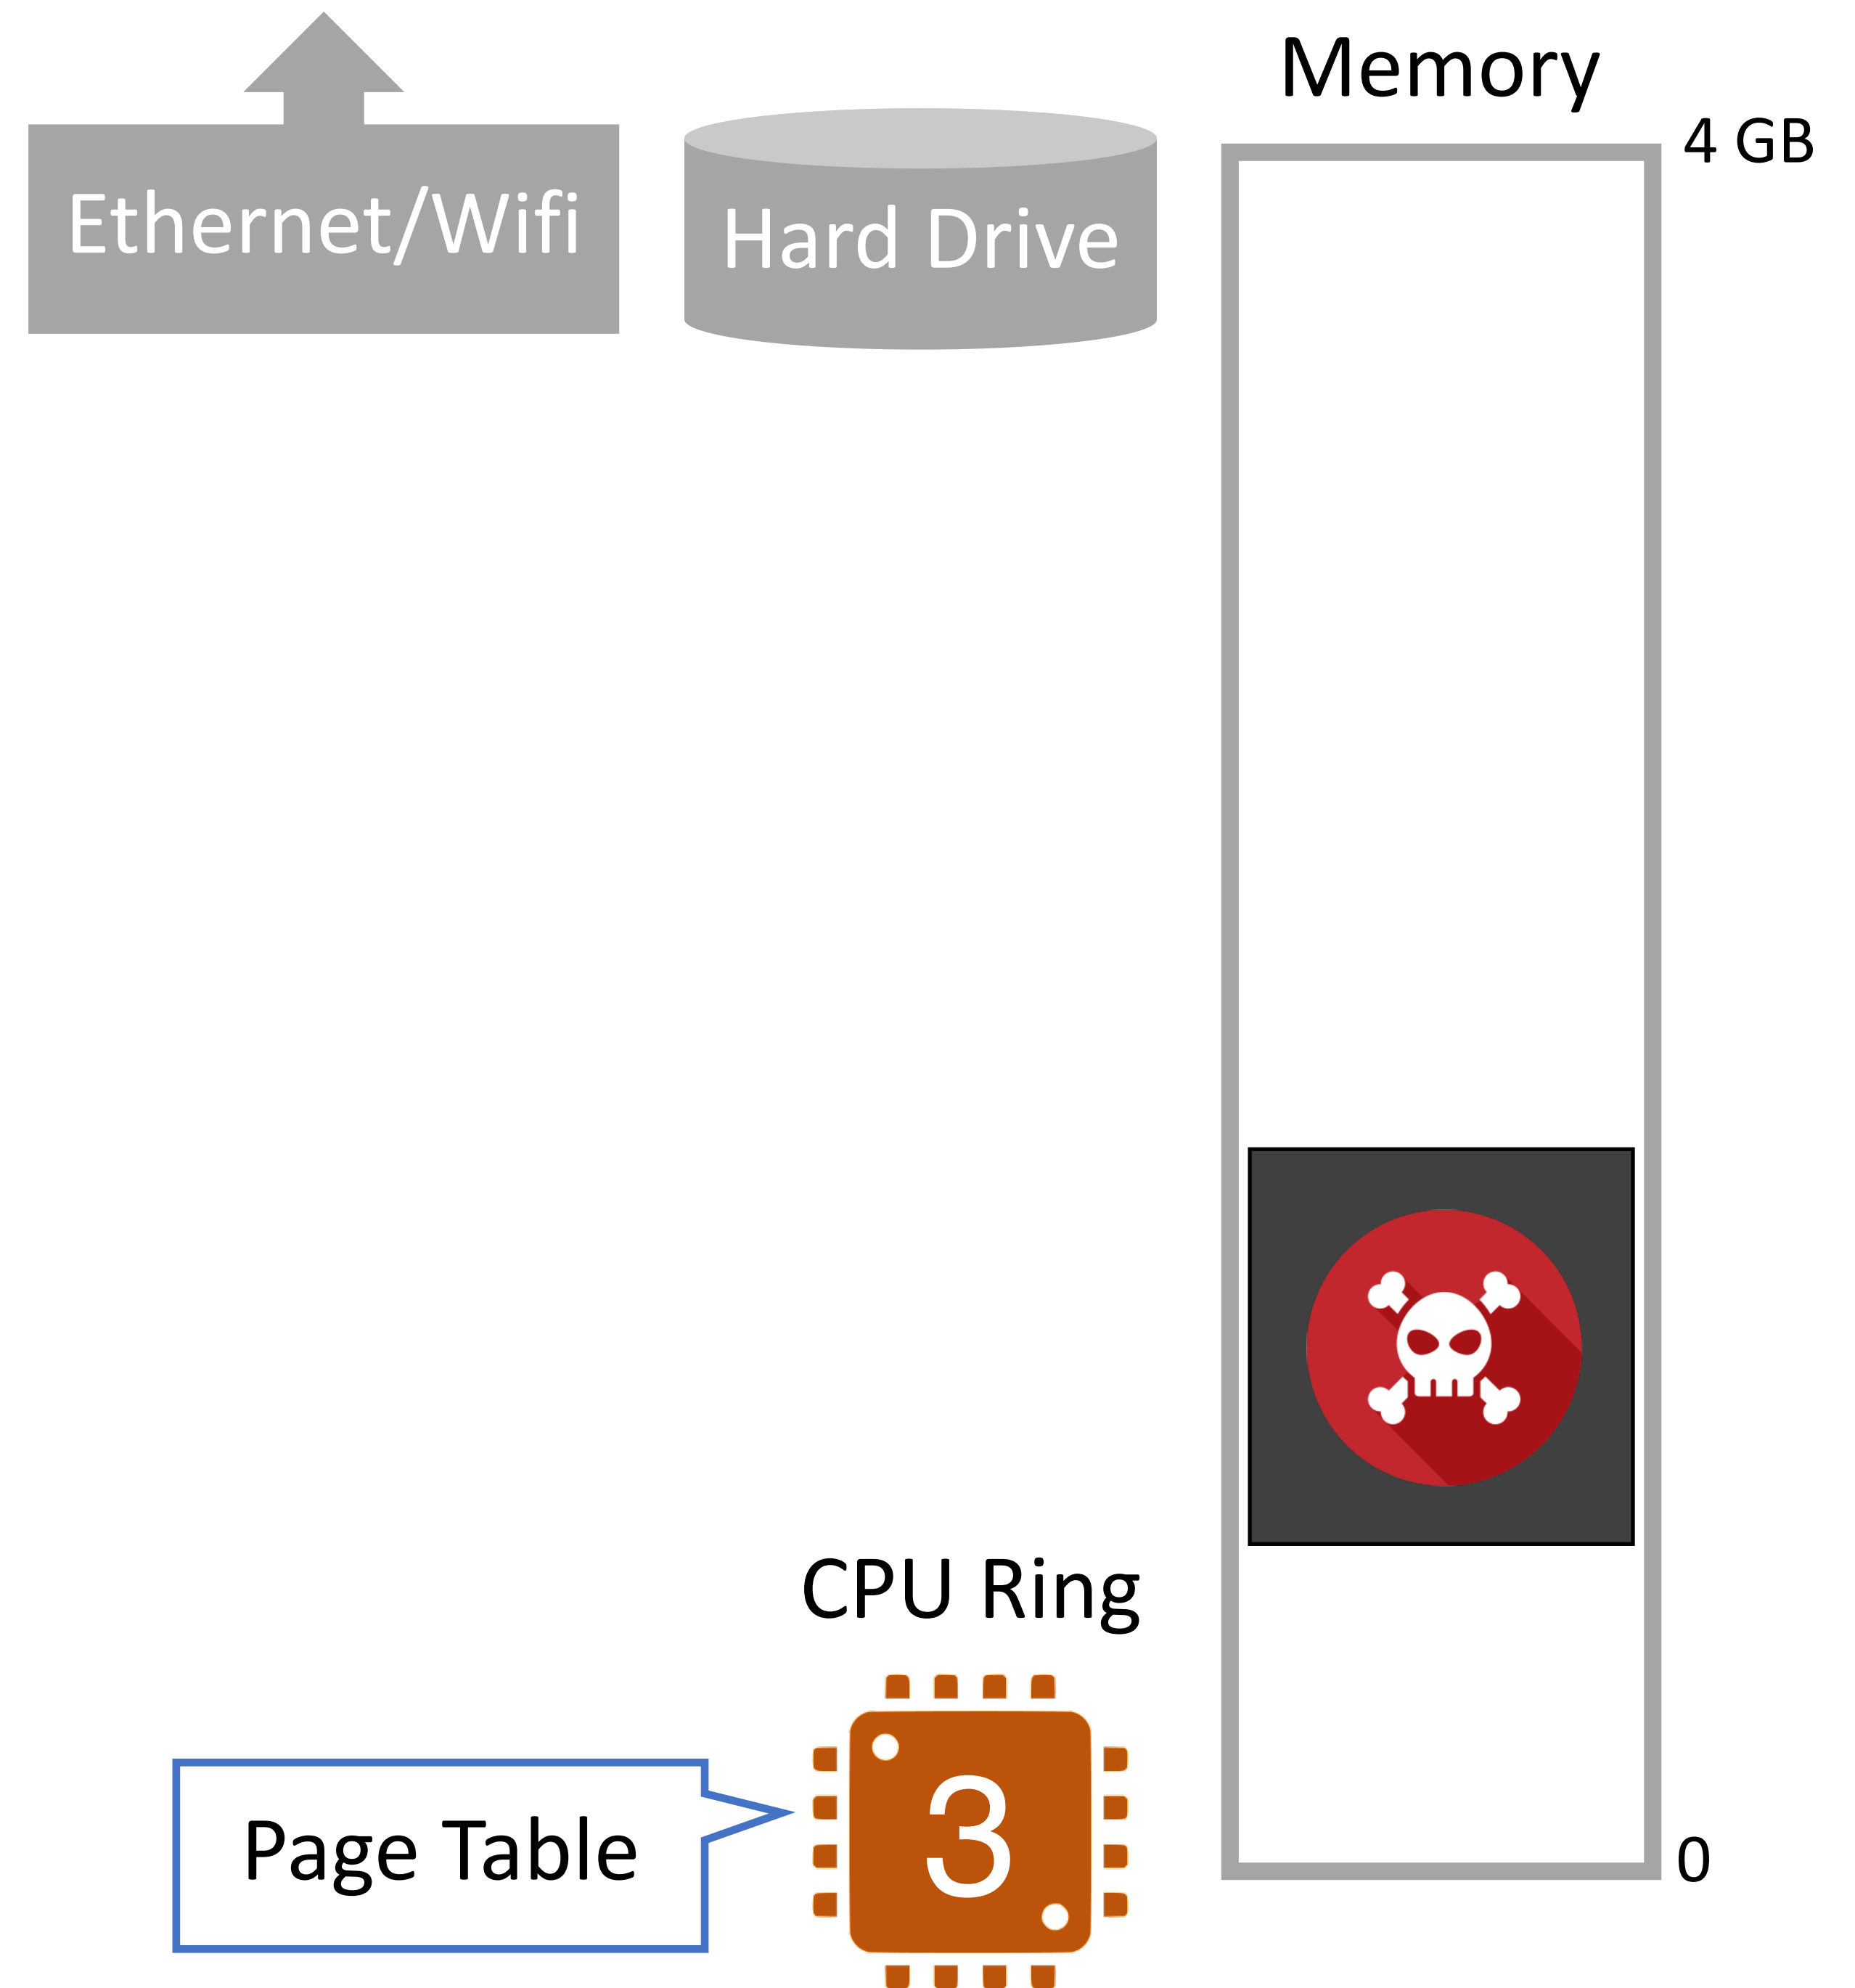 Memory
4 GB
Ethernet/Wifi
Hard Drive
CPU Ring
3
Page Table
0